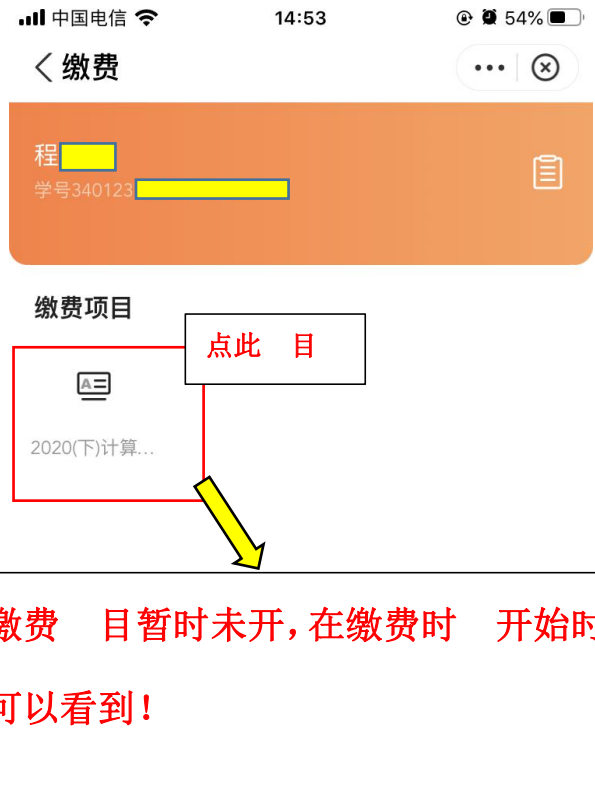 中国电信 14:53 54%
缴费
程
学号340123
缴费项目
点此 目
2020(下)计算...
缴费 目暂时未开,在缴费时 开始时
可以看到!